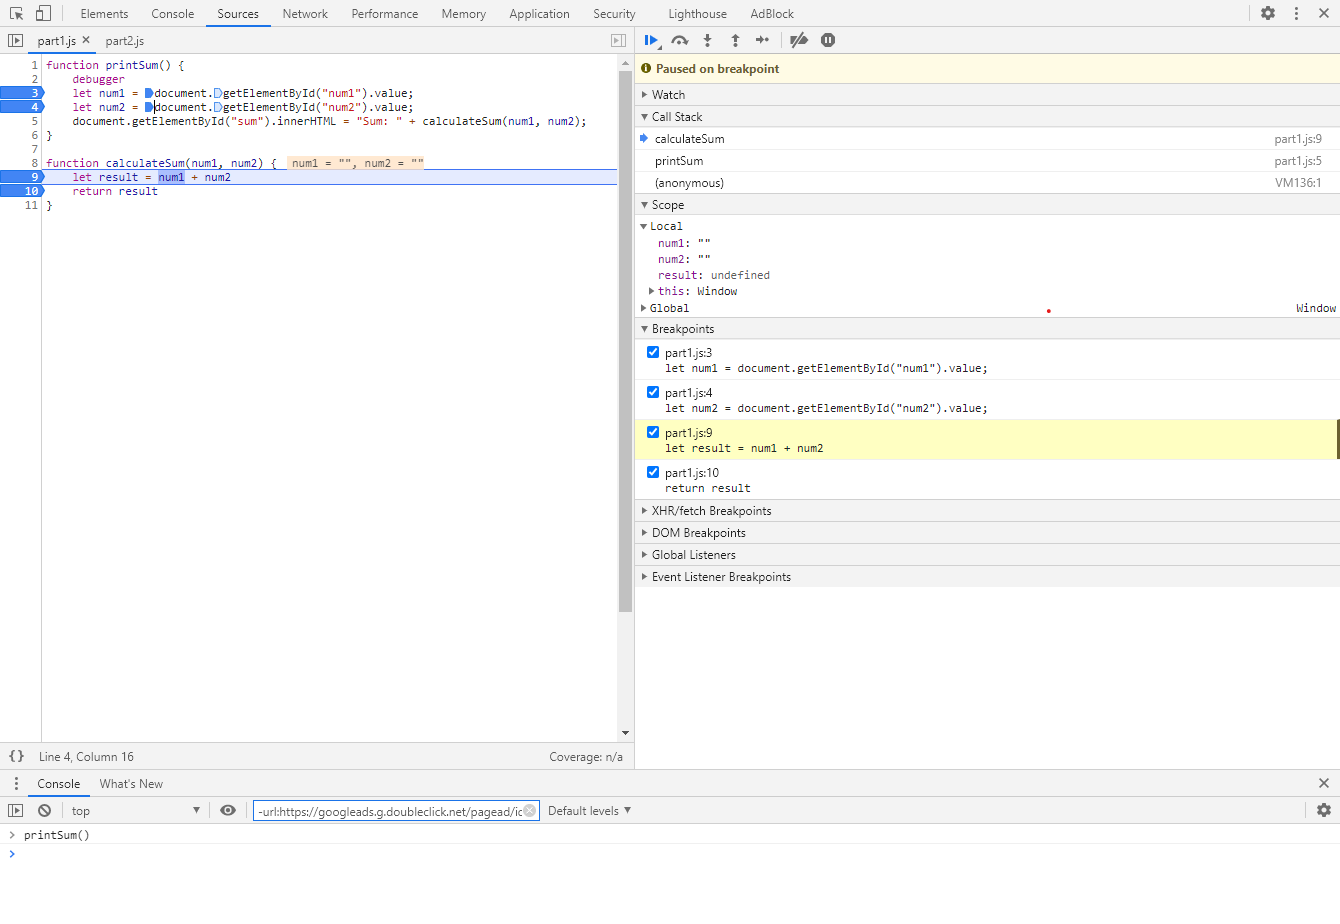 Elements Console Sources Network Performance Memory Application Security Lighthouse AdBlock
part1.js × part2.js
1 function printSum() {
2 debugger
3 let num1 = document.getElementById("num1").value;
4 let num2 = document.getElementById("num2").value;
5 document.getElementById("sum").innerHTML = "Sum: " + calculateSum(num1, num2);
6 }
7
8 function calculateSum(num1, num2) { num1 = "", num2 = ""
9 let result = num1 + num2
10 return result
11 }
Line 4, Column 16 Coverage: n/a
Paused on breakpoint
Watch
Call Stack
calculateSum part1.js:9
printSum part1.js:5
(anonymous) VM136:1
Scope
Local
num1: ""
num2: ""
result: undefined
this: Window
Global Window
Breakpoints
part1.js:3
let num1 = document.getElementById("num1").value;
part1.js:4
let num2 = document.getElementById("num2").value;
part1.js:9
let result = num1 + num2
part1.js:10
return result
XHR/fetch Breakpoints
DOM Breakpoints
Global Listeners
Event Listener Breakpoints
Console What's New
top -url:https://googleads.g.doubleclick.net/pagead/ic Default levels
> printSum()
>